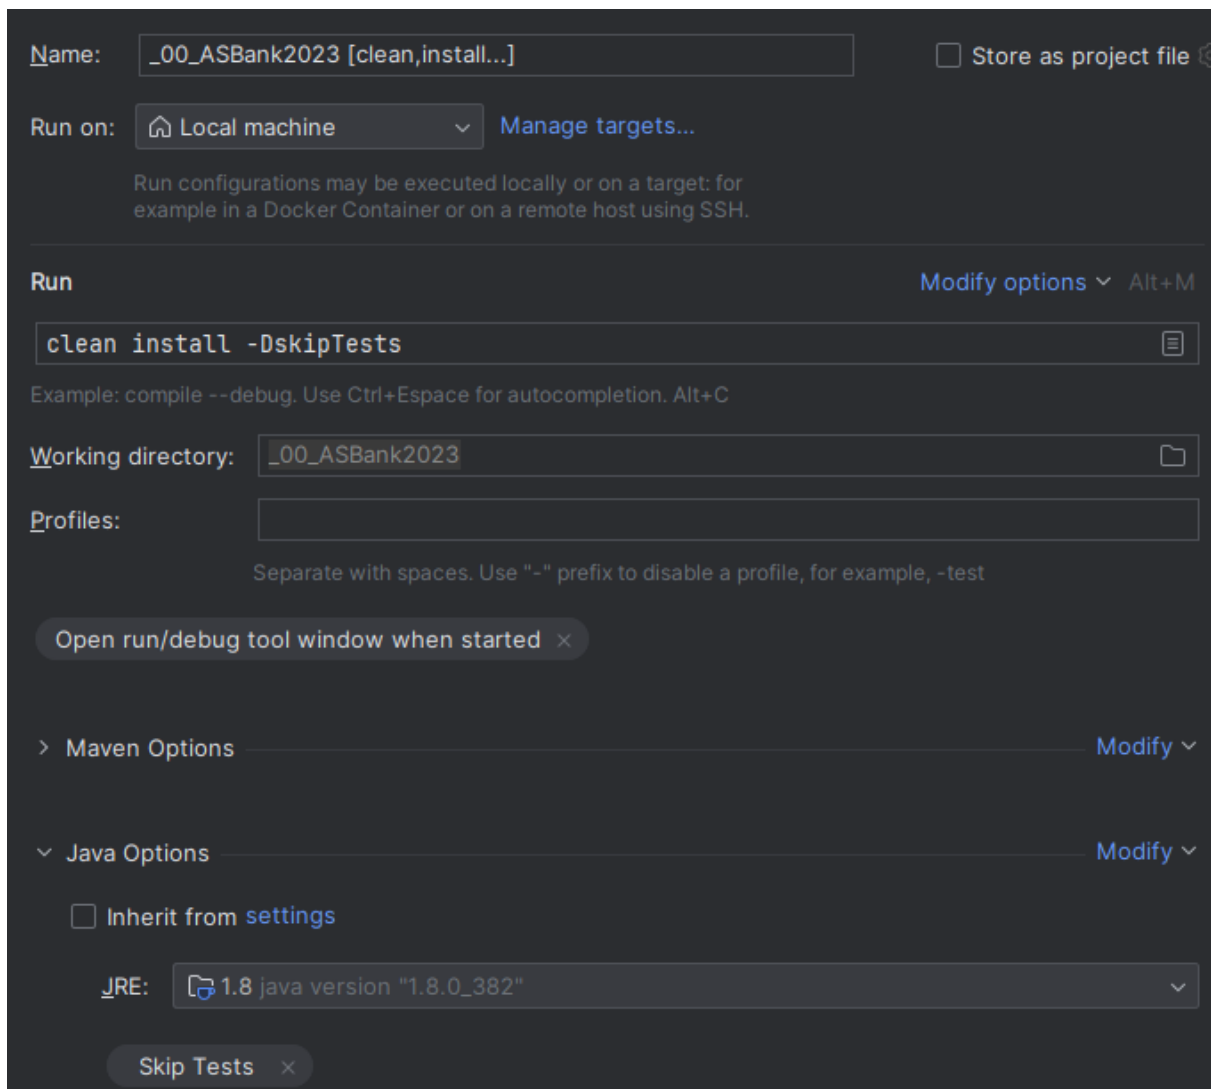 Name: _00_ASBank2023 [clean,install...] Store as project file
Run on: Local machine Manage targets...
Run configurations may be executed locally or on a target: for
example in a Docker Container or on a remote host using SSH.
Run Modify options Alt+M
clean install -DskipTests
Example: compile --debug. Use Ctrl+Espace for autocompletion. Alt+C
Working directory: _00_ASBank2023
Profiles:
Separate with spaces. Use "-" prefix to disable a profile, for example, -test
Open run/debug tool window when started ×
Maven Options Modify
Java Options Modify
Inherit from settings
JRE: 1.8 java version "1.8.0_382"
Skip Tests ×